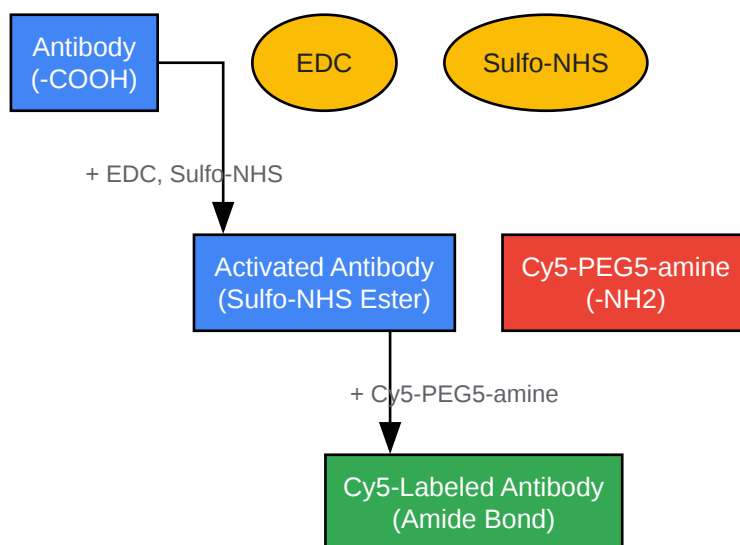 Antibody
(-COOH)
EDC
Sulfo-NHS
+ EDC, Sulfo-NHS
Activated Antibody
(Sulfo-NHS Ester)
Cy5-PEG5-amine
(-NH2)
+ Cy5-PEG5-amine
Cy5-Labeled Antibody
(Amide Bond)